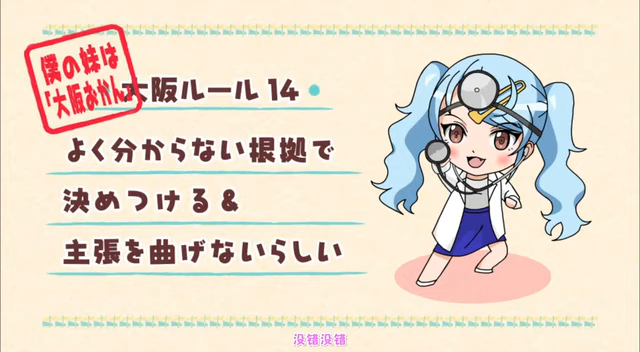 僕の妹は
「大阪おかん」
大阪ルール14
よく分からない根拠で
決めつける&
主張を曲げないらしい
没错没错